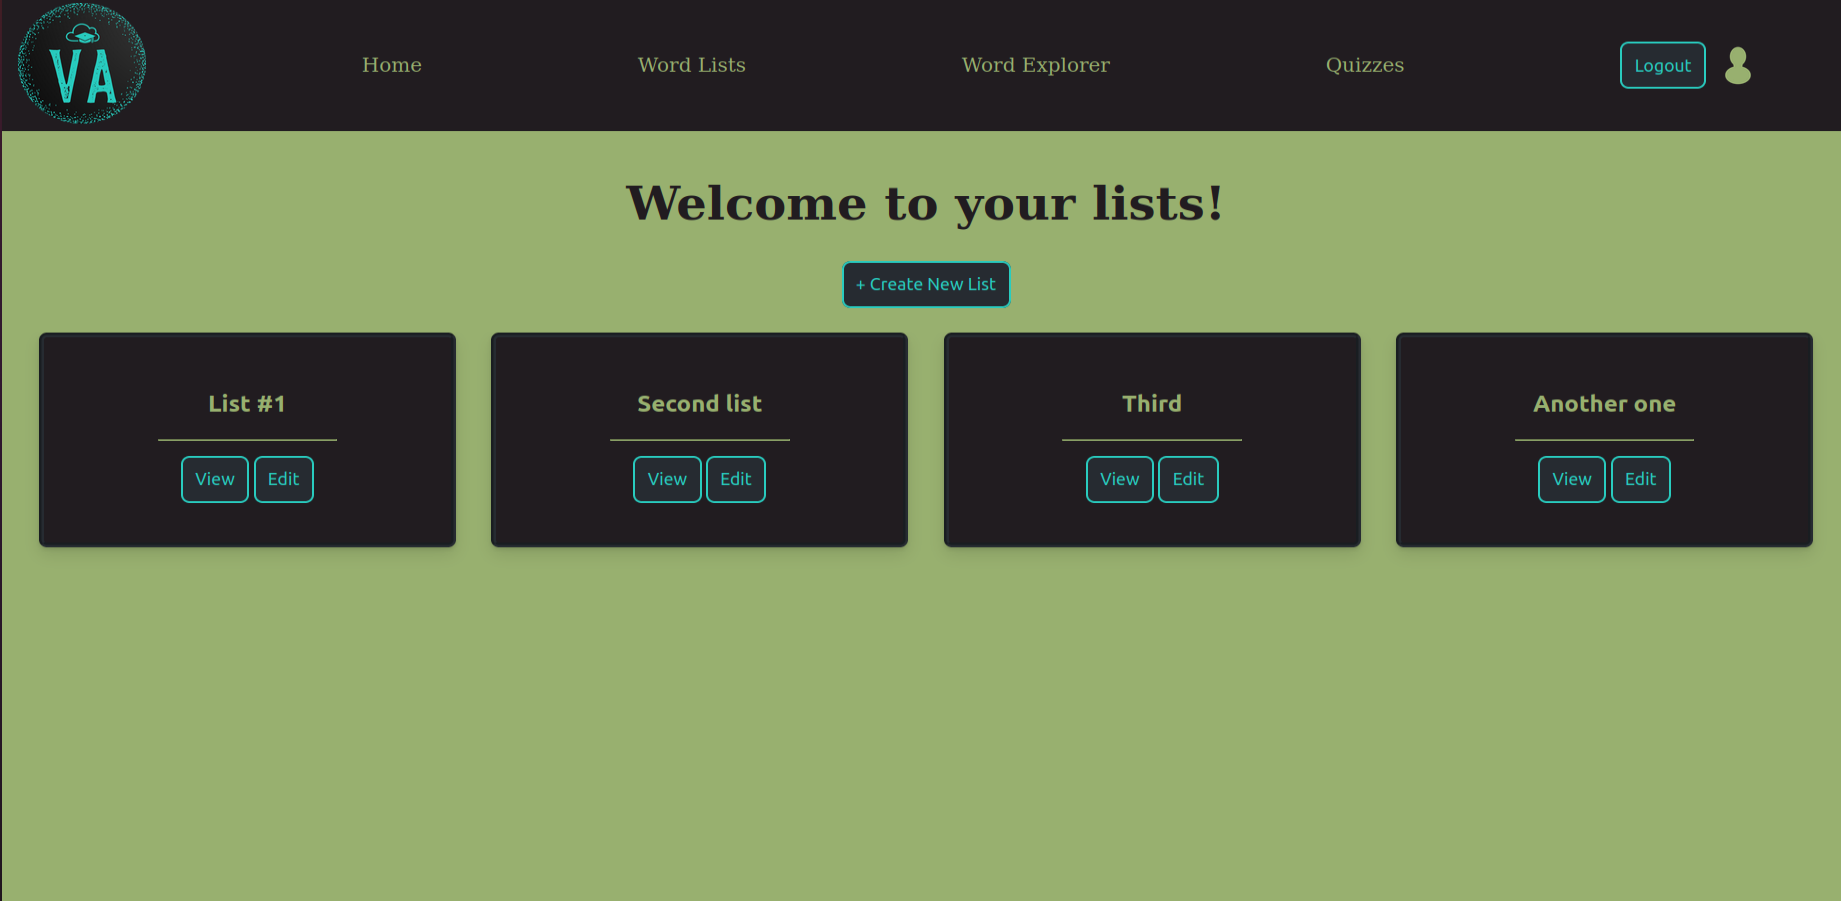 VA
Home Word Lists Word Explorer Quizzes Logout
Welcome to your lists!
+ Create New List
List #1 Second list Third Another one
View Edit View Edit View Edit View Edit